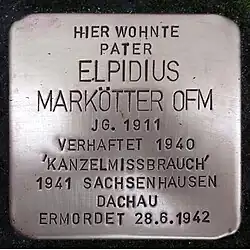 HIER WOHNTE
PATER
ELPIDIUS
MARKÖTTER OFM
JG. 1911
VERHAFTET 1940
'KANZELMISSBRAUCH'
1941 SACHSENHAUSEN
DACHAU
ERMORDET 28.6.1942